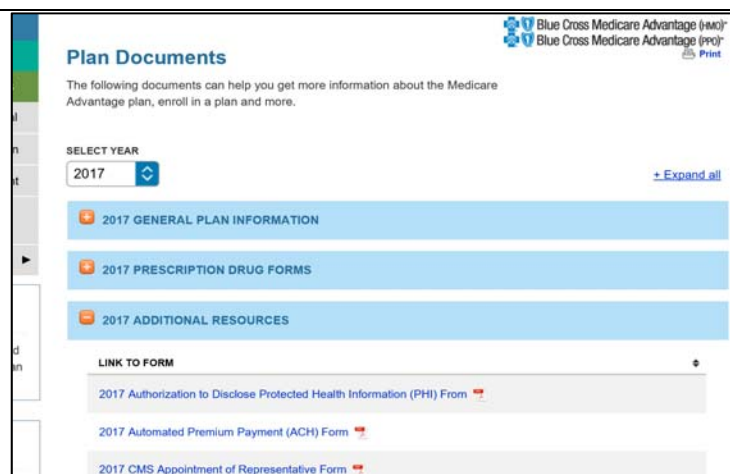 Blue Cross Medicare Advantage (HMO)
Blue Cross Medicare Advantage (PPO)
Print
Plan Documents
The following documents can help you get more information about the Medicare
Advantage plan, enroll in a plan and more.
SELECT YEAR
2017
+ Expand all
2017 GENERAL PLAN INFORMATION
2017 PRESCRIPTION DRUG FORMS
2017 ADDITIONAL RESOURCES
LINK TO FORM
2017 Authorization to Disclose Protected Health Information (PHI) From
2017 Automated Premium Payment (ACH) Form
2017 CMS Appointment of Representative Form